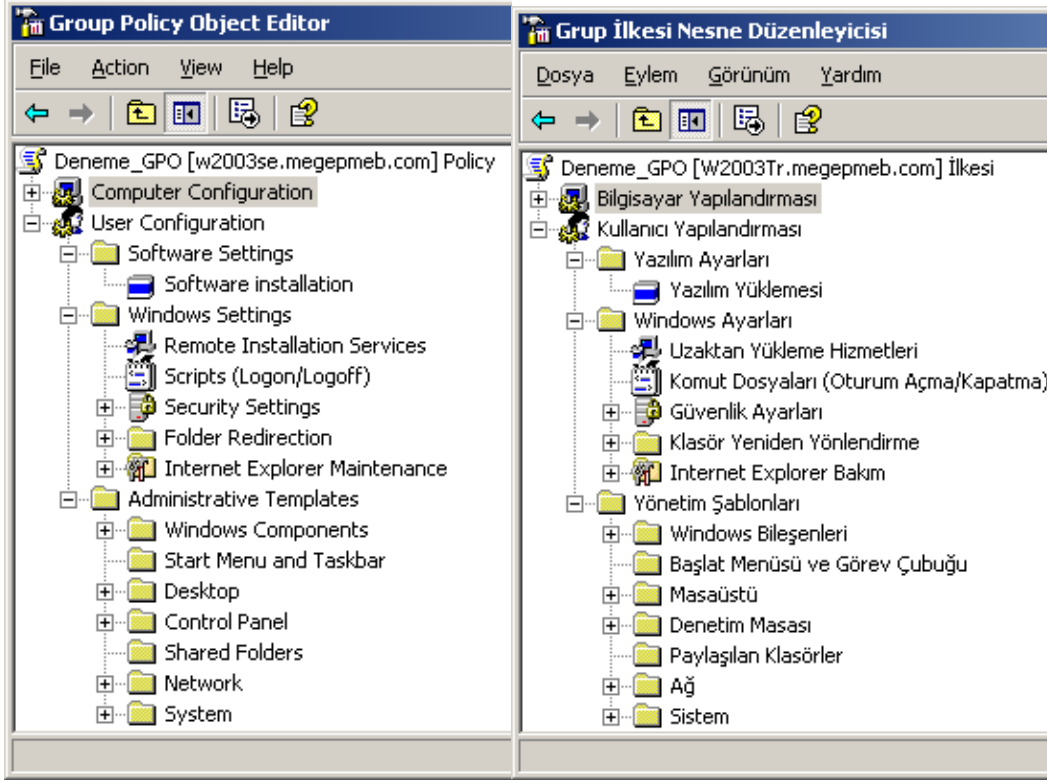 Group Policy Object Editor
File Action View Help
Deneme_GPO [w2003se.megepmeb.com] Policy
Computer Configuration
User Configuration
Software Settings
Software installation
Windows Settings
Remote Installation Services
Scripts (Logon/Logoff)
Security Settings
Folder Redirection
Internet Explorer Maintenance
Administrative Templates
Windows Components
Start Menu and Taskbar
Desktop
Control Panel
Shared Folders
Network
System
Grup İlkesi Nesne Düzenleyicisi
Dosya Eylem Görünüm Yardım
Deneme_GPO [W2003Tr.megepmeb.com] İlkesi
Bilgisayar Yapılandırması
Kullanıcı Yapılandırması
Yazılım Ayarları
Yazılım Yüklemesi
Windows Ayarları
Uzaktan Yükleme Hizmetleri
Komut Dosyaları (Oturum Açma/Kapatma)
Güvenlik Ayarları
Klasör Yeniden Yönlendirme
Internet Explorer Bakım
Yönetim Şablonları
Windows Bileşenleri
Başlat Menüsü ve Görev Çubuğu
Masaüstü
Denetim Masası
Paylaşılan Klasörler
Ağ
Sistem